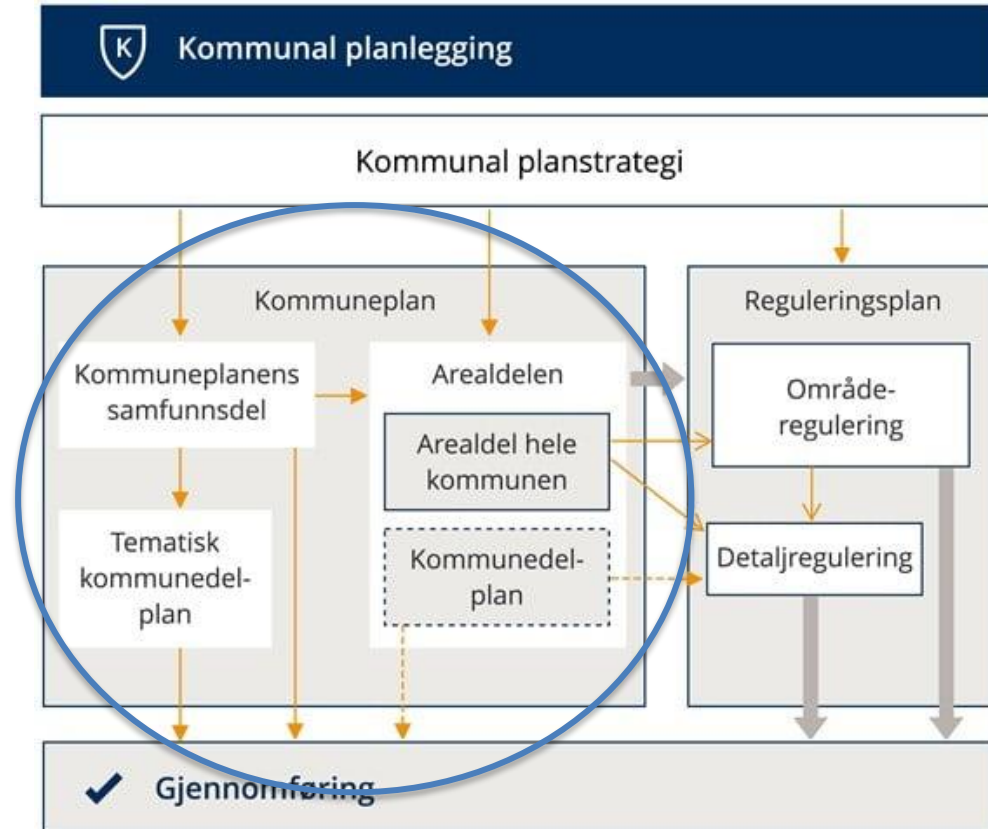 K
Kommunal planlegging
Kommunal planstrategi
Kommuneplan
Kommuneplanens
samfunnsdel
Tematisk
kommunedel-
plan
Arealdelen
Arealdel hele
kommunen
Kommunedel-
plan
Reguleringsplan
Område-
regulering
Detaljregulering
Gjennomføring